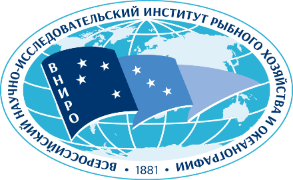 ВСЕРОССИЙСКИЙ НАУЧНО-ИССЛЕДОВАТЕЛЬСКИЙ ИНСТИТУТ РЫБНОГО ХОЗЯЙСТВА И ОКЕАНОГРАФИИ
ВНИРО
• 1881 •